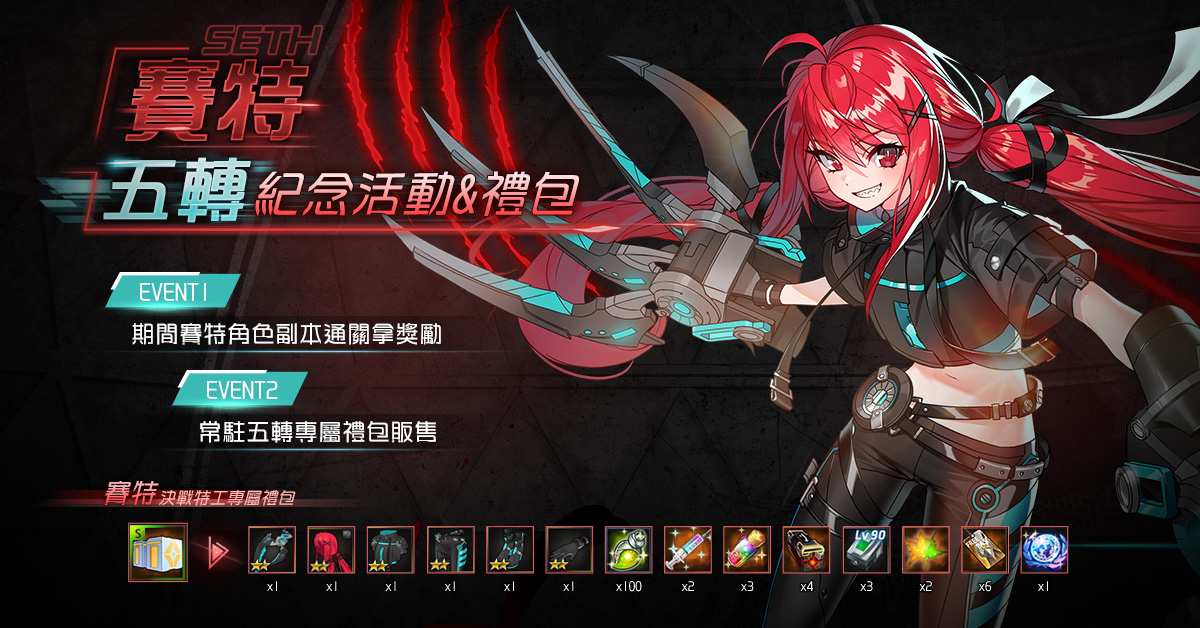 SETH
賽特
五轉 紀念活動&禮包
EVENT1
期間賽特角色副本通關拿獎勵
EVENT2
常駐五轉專屬禮包販售
賽特 決戰特工專屬禮包
S
Lv 90
x1 x1 x1 x1 x1 x1 x100 x2 x3 x4 x3 x2 x6 x1